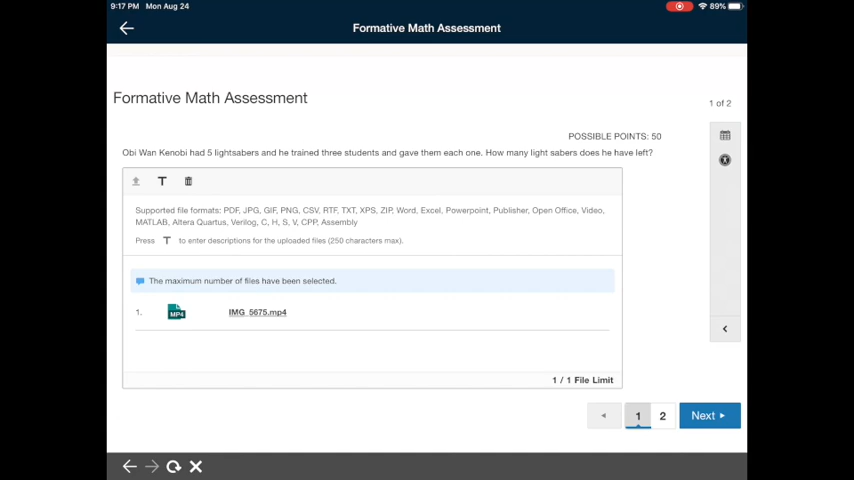 9:17 PM Mon Aug 24
89%
Formative Math Assessment
Formative Math Assessment
1 of 2
POSSIBLE POINTS: 50
Obi Wan Kenobi had 5 lightsabers and he trained three students and gave them each one. How many light sabers does he have left?
Supported file formats: PDF, JPG, GIF, PNG, CSV, RTF, TXT, XPS, ZIP, Word, Excel, Powerpoint, Publisher, Open Office, Video,
MATLAB, Altera Quartus, Verilog, C, H, S, V, CPP, Assembly
Press T to enter descriptions for the uploaded files (250 characters max).
The maximum number of files have been selected.
1. MP4 IMG_5675.mp4
1 / 1 File Limit
1 2 Next